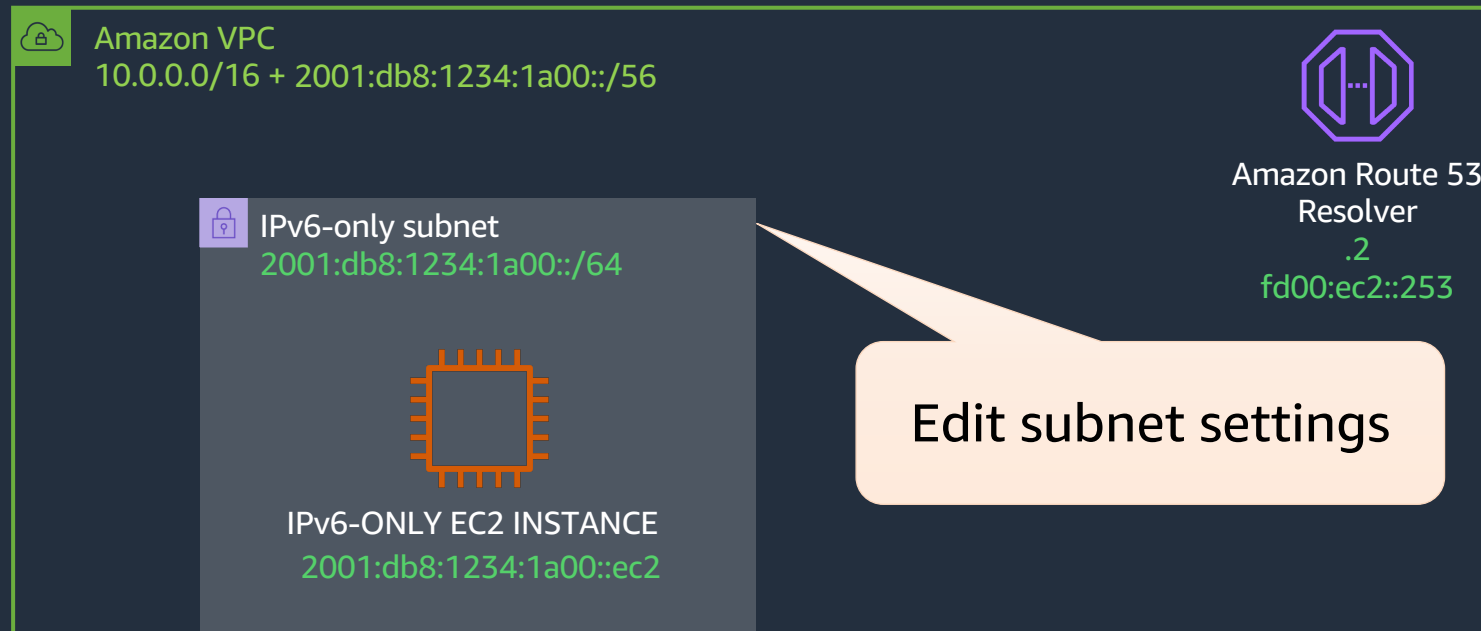 Amazon VPC
10.0.0.0/16 + 2001:db8:1234:1a00::/56
Amazon Route 53
Resolver
.2
fd00:ec2::253
IPv6-only subnet
2001:db8:1234:1a00::/64
Edit subnet settings
IPv6-ONLY EC2 INSTANCE
2001:db8:1234:1a00::ec2